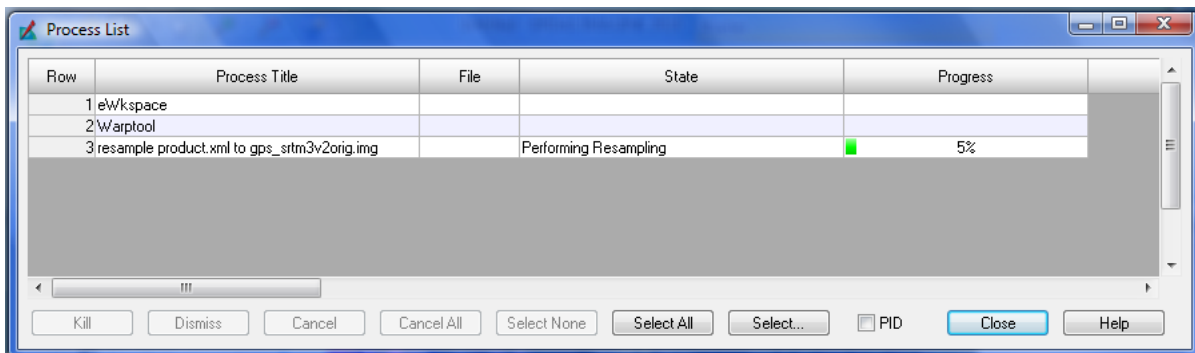 Process List
Row Process Title File State Progress
1 eWkspace
2 Warptool
3 resample product.xml to gps_srtm3v2orig.img Performing Resampling 5%
Kill Dismiss Cancel Cancel All Select None Select All Select... PID Close Help